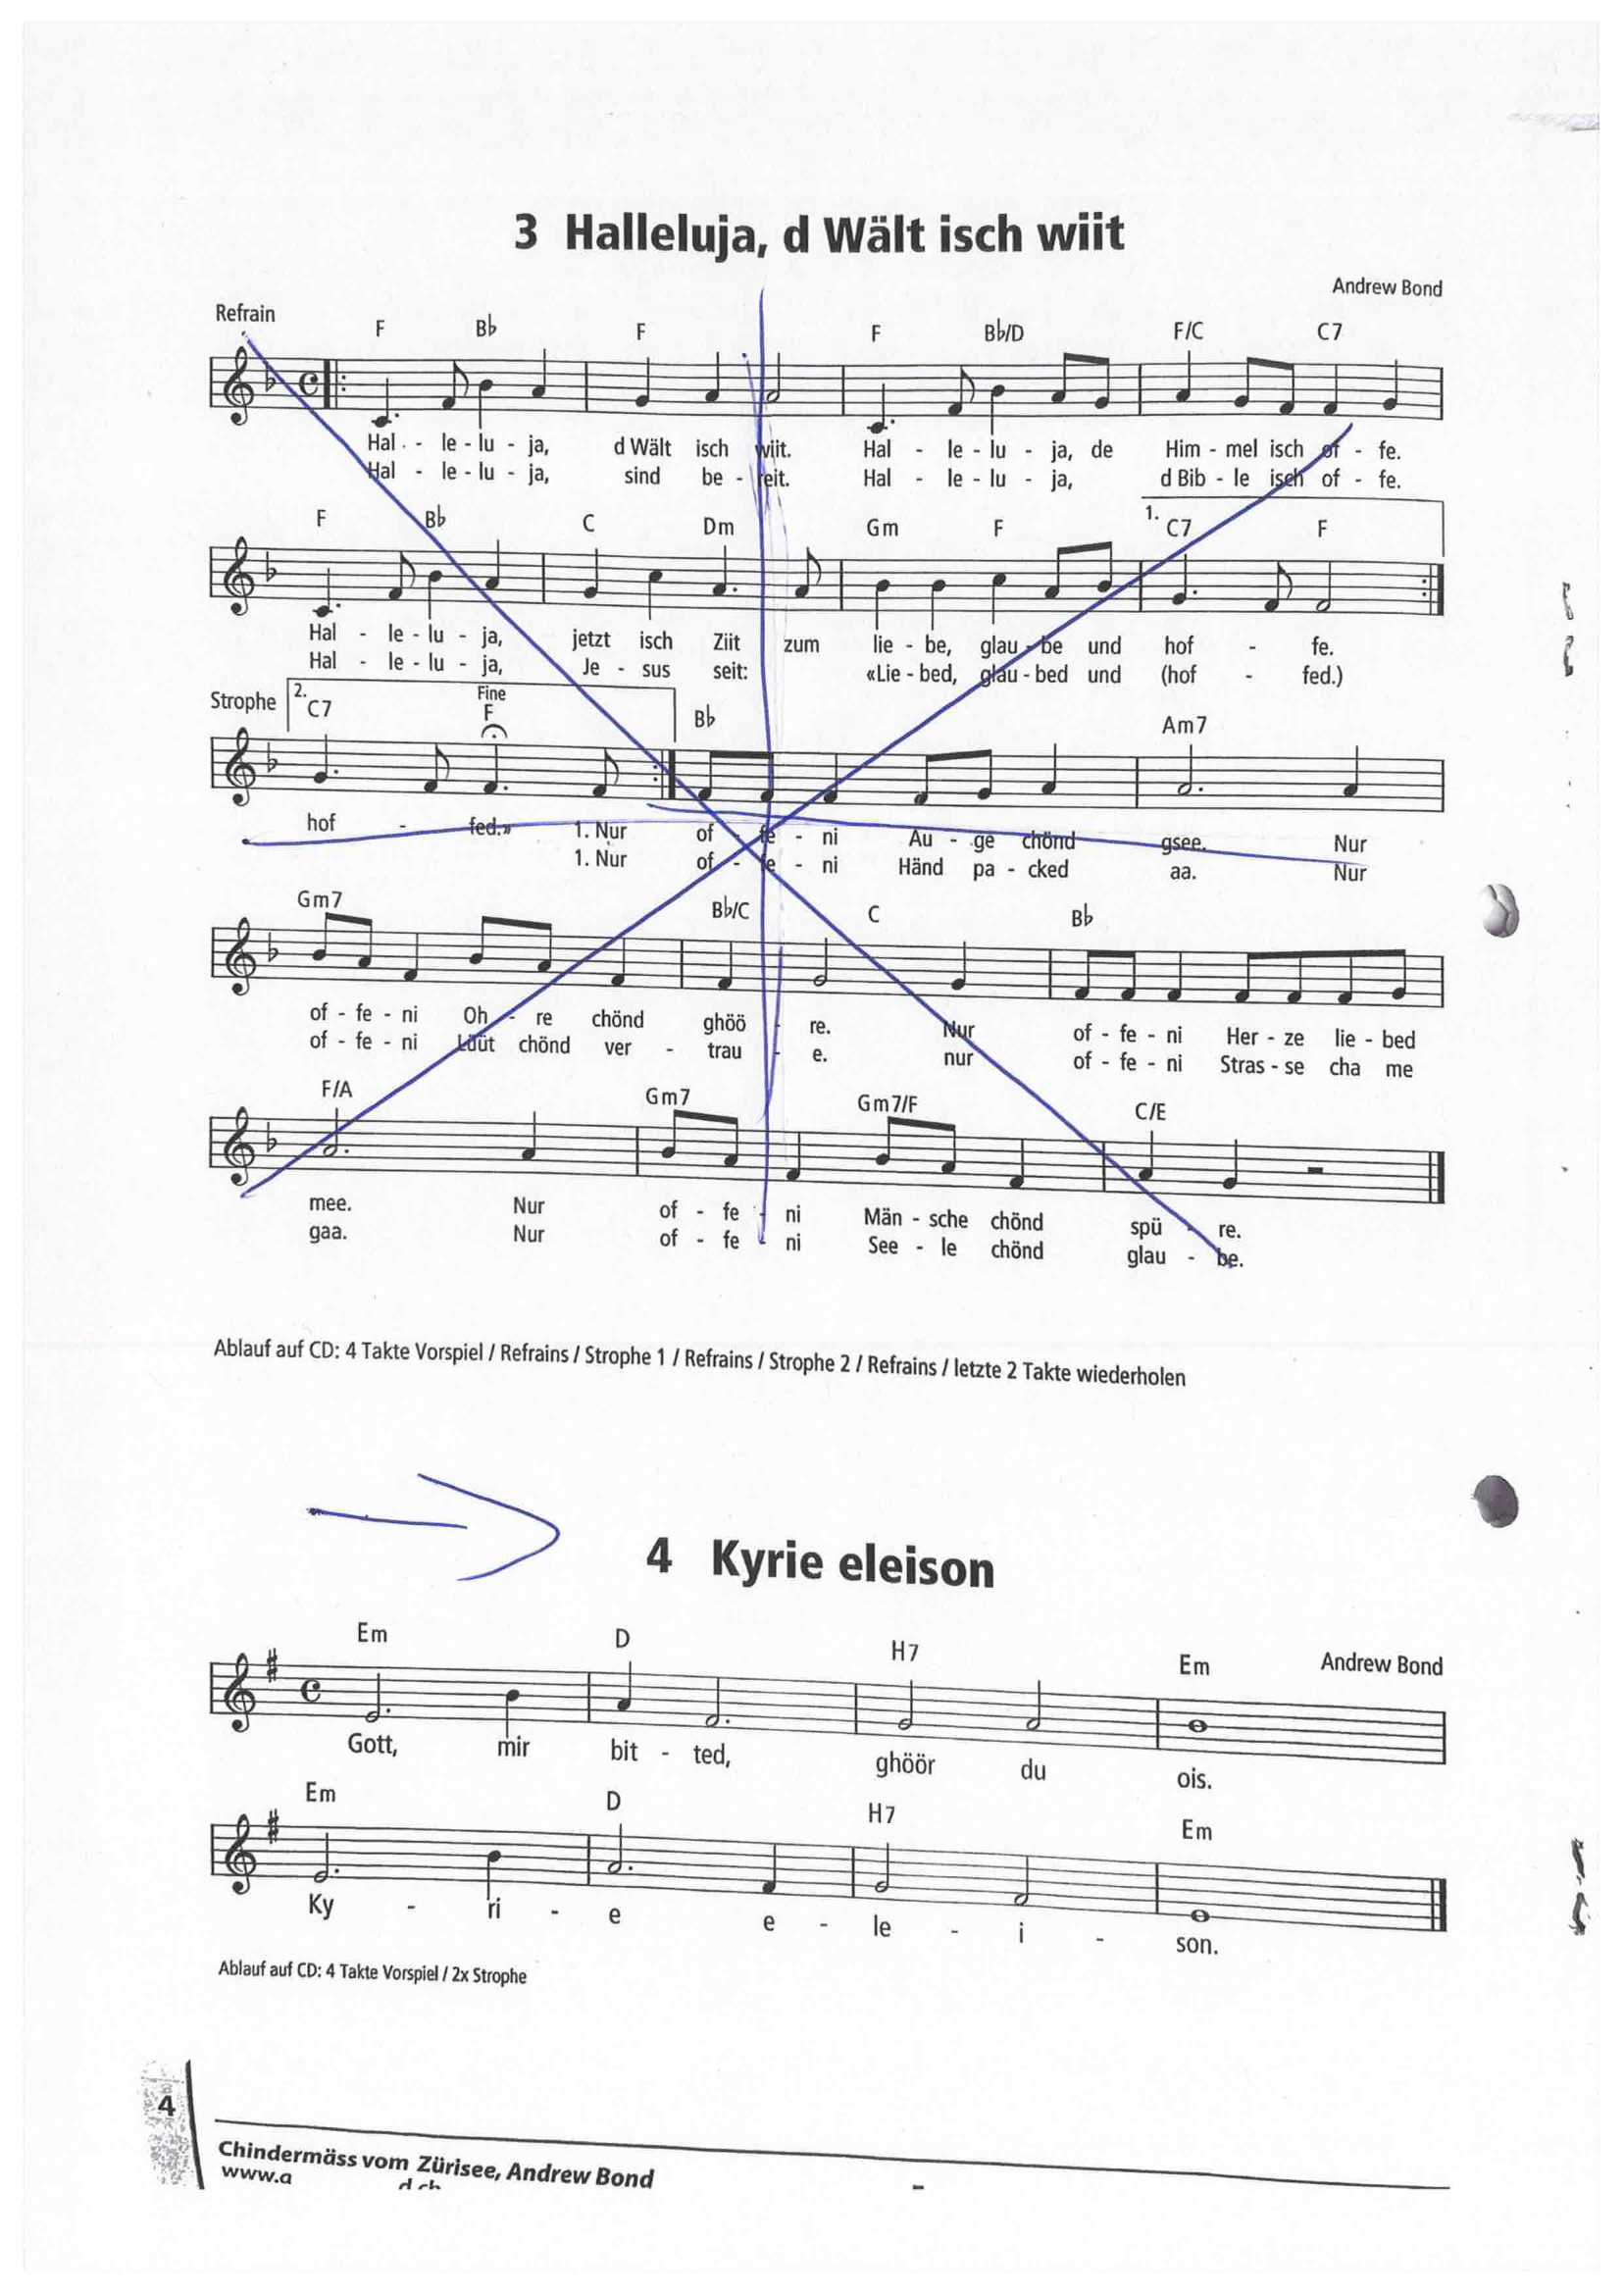 3 Halleluja, d Wält isch wiit
Andrew Bond
Refrain
F B♭ F F B♭/D F/C C7
Hal - le - lu - ja, d Wält isch wiit. Hal - le - lu - ja, de Him - mel isch of - fe.
Hal - le - lu - ja, sind be - reit. Hal - le - lu - ja, d Bib - le isch of - fe.
F B♭ C Dm Gm F 1. C7 F
Hal - le - lu - ja, jetzt isch Ziit zum lie - be, glau - be und hof - fe.
Hal - le - lu - ja, Je - sus seit: «Lie - bed, glau - bed und (hof - fed.)
Strophe 2. C7 Fine F B♭ Am7
hof - fed.» 1. Nur of - fe - ni Au - ge chönd gsee. Nur
1. Nur of - fe - ni Händ pa - cked aa. Nur
Gm7 B♭/C C B♭
of - fe - ni Oh - re chönd ghöö - re. Nur of - fe - ni Her - ze lie - bed
of - fe - ni Lüüt chönd ver - trau - e. nur of - fe - ni Stras - se cha me
F/A Gm7 Gm7/F C/E
mee. Nur of - fe - ni Män - sche chönd spü - re.
gaa. Nur of - fe - ni See - le chönd glau - be.
Ablauf auf CD: 4 Takte Vorspiel / Refrains / Strophe 1 / Refrains / Strophe 2 / Refrains / letzte 2 Takte wiederholen
4 Kyrie eleison
Em D H7 Em Andrew Bond
Gott, mir bit - ted, ghöör du ois.
Em D H7 Em
Ky - ri - e e - le - i - son.
Ablauf auf CD: 4 Takte Vorspiel / 2x Strophe
4
Chindermäss vom Zürisee, Andrew Bond
www.a